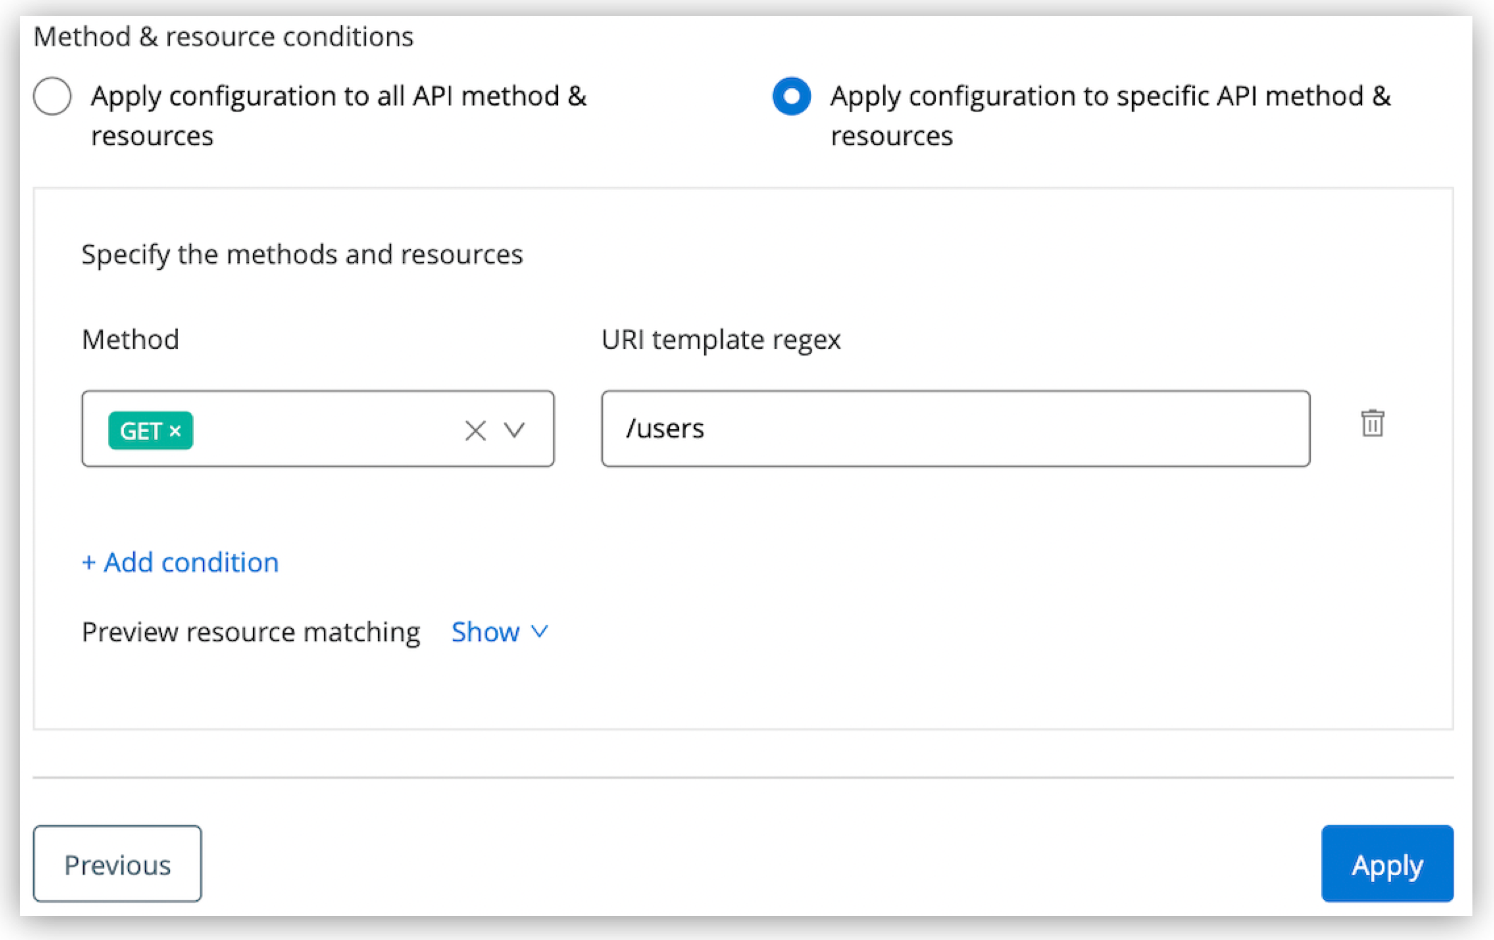 Method & resource conditions
Apply configuration to all API method &
resources
Apply configuration to specific API method &
resources
Specify the methods and resources
Method
URI template regex
GET ×
/users
+ Add condition
Preview resource matching Show
Previous
Apply